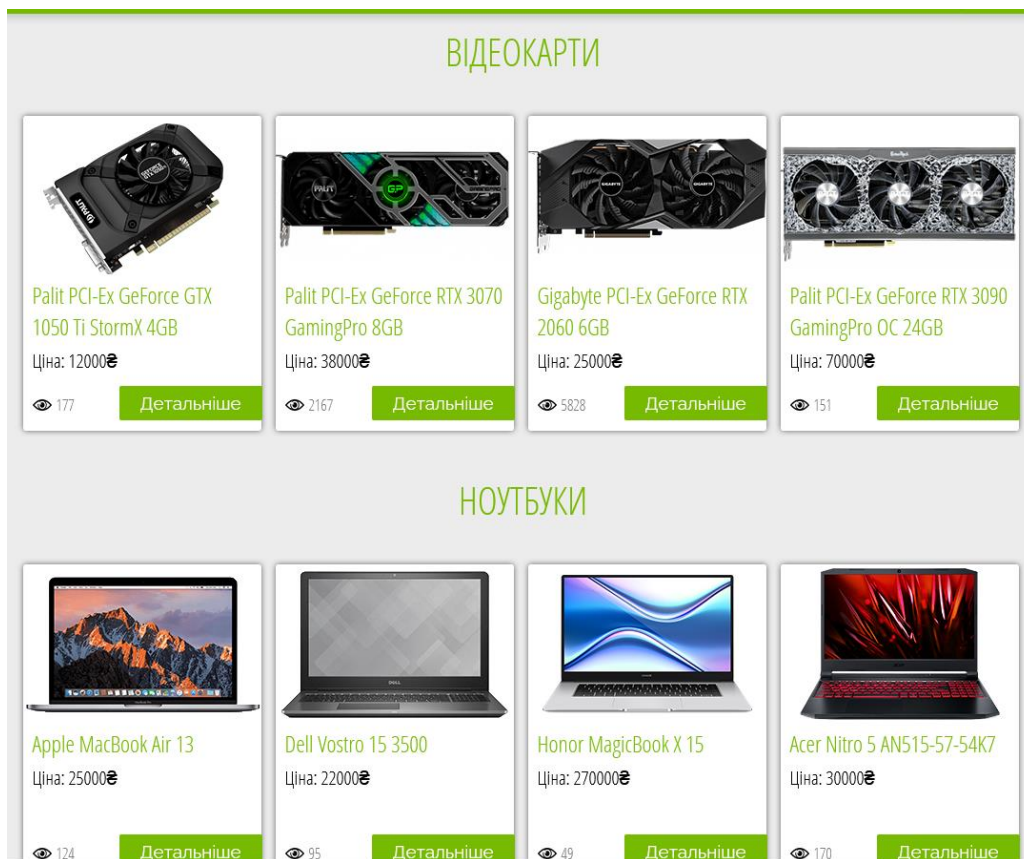 ВІДЕОКАРТИ
Palit PCI-Ex GeForce GTX
1050 Ti StormX 4GB
Ціна: 12000₴
177 Детальніше
Palit PCI-Ex GeForce RTX 3070
GamingPro 8GB
Ціна: 38000₴
2167 Детальніше
Gigabyte PCI-Ex GeForce RTX
2060 6GB
Ціна: 25000₴
5828 Детальніше
Palit PCI-Ex GeForce RTX 3090
GamingPro OC 24GB
Ціна: 70000₴
151 Детальніше
НОУТБУКИ
Apple MacBook Air 13
Ціна: 25000₴
124 Детальніше
Dell Vostro 15 3500
Ціна: 22000₴
95 Детальніше
Honor MagicBook X 15
Ціна: 270000₴
49 Детальніше
Acer Nitro 5 AN515-57-54K7
Ціна: 30000₴
170 Детальніше